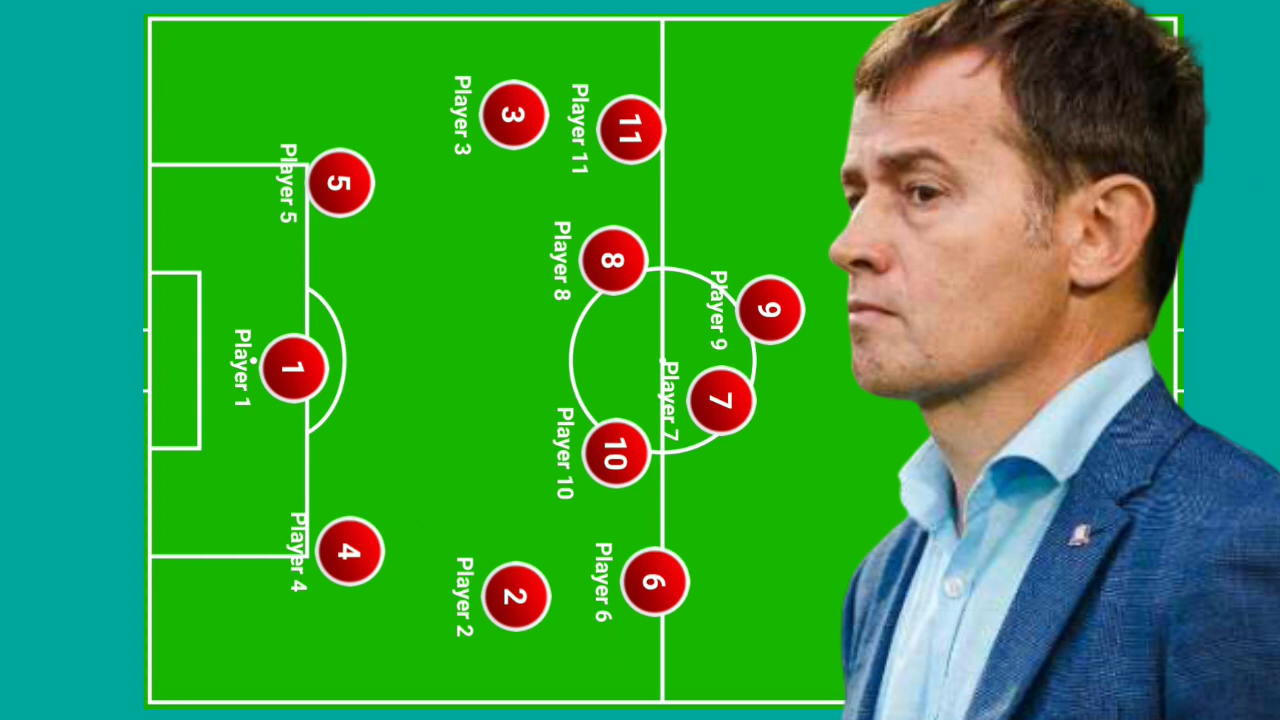 Player 3
3
Player 11
11
Player 5
5
Player 8
8
Player 9
9
Player 1
1
Player 7
7
Player 10
10
Player 4
4
Player 2
2
Player 6
6